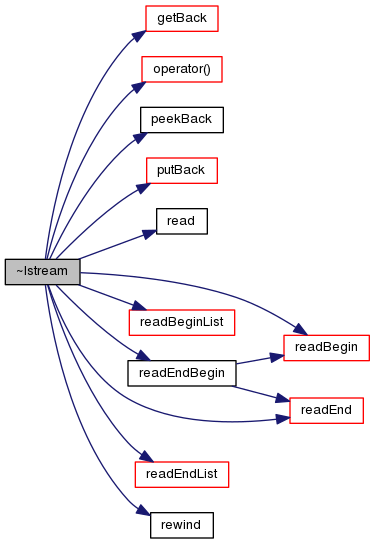 getBack
operator()
peekBack
putBack
read
~Istream
readBeginList
readBegin
readEndBegin
readEnd
readEndList
rewind